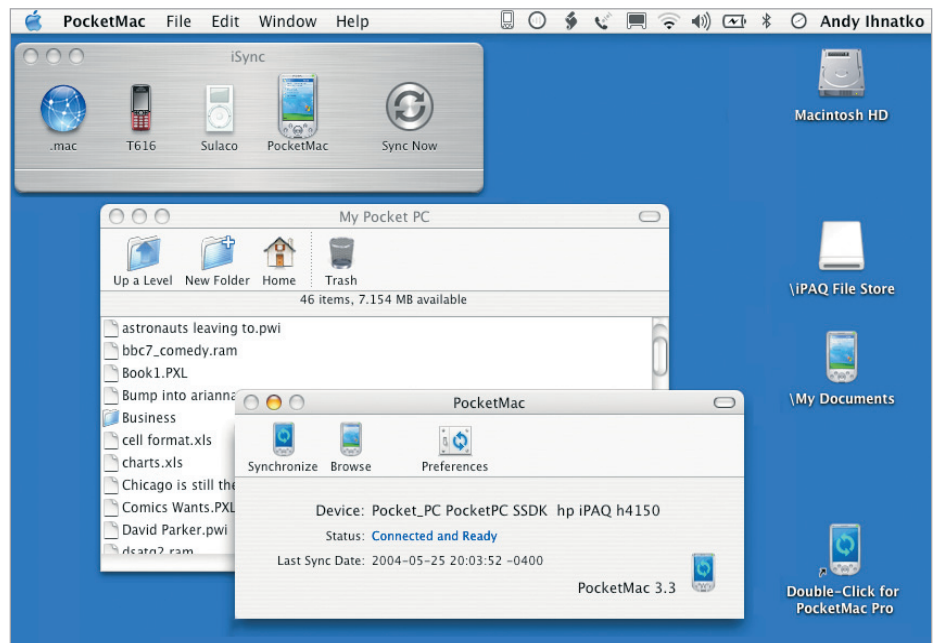 PocketMac File Edit Window Help Andy Ihnatko
iSync
.mac T616 Sulaco PocketMac Sync Now
Macintosh HD
My Pocket PC
Up a Level New Folder Home Trash
46 items, 7.154 MB available
astronauts leaving to.pwi
bbc7_comedy.ram
Book1.PXL
Bump into arianna
Business
cell format.xls
charts.xls
Chicago is still the
Comics Wants.PXL
David Parker.pwi
dsatq2.ram
PocketMac
Synchronize Browse Preferences
Device: Pocket_PC PocketPC SSDK hp iPAQ h4150
Status: Connected and Ready
Last Sync Date: 2004-05-25 20:03:52 -0400
PocketMac 3.3
\iPAQ File Store
\My Documents
Double-Click for
PocketMac Pro